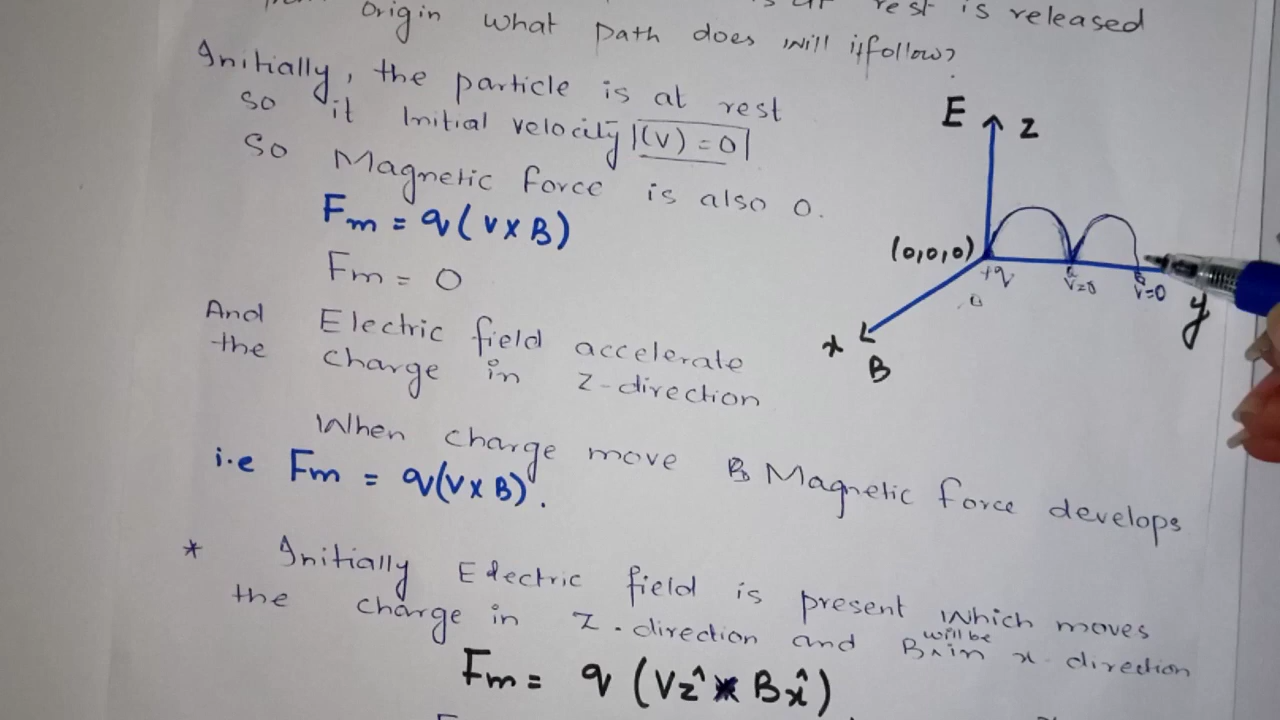 rest is released
origin what path does will it follow?
Initially, the particle is at rest
so it Initial velocity |(V) = 0|
So Magnetic force is also 0.
Fm = q(V×B)
Fm = 0
And Electric field accelerate
the charge in Z-direction
When charge move B Magnetic force develops
i.e Fm = q(V×B).
* Initially Electric field is present which moves
the charge in Z-direction and B will be in x-direction
Fm = q (Vẑ × Bx̂)
E
Z
(0,0,0)
+q
V=0
V=0
y
x
B